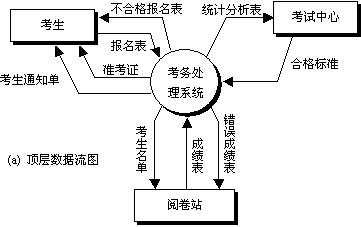 不合格报名表
统计分析表
考生
考试中心
报名表
准考证
合格标准
考生通知单
考务处
理系统
考生名单
成绩表
错误成绩表
(a) 顶层数据流图
阅卷站